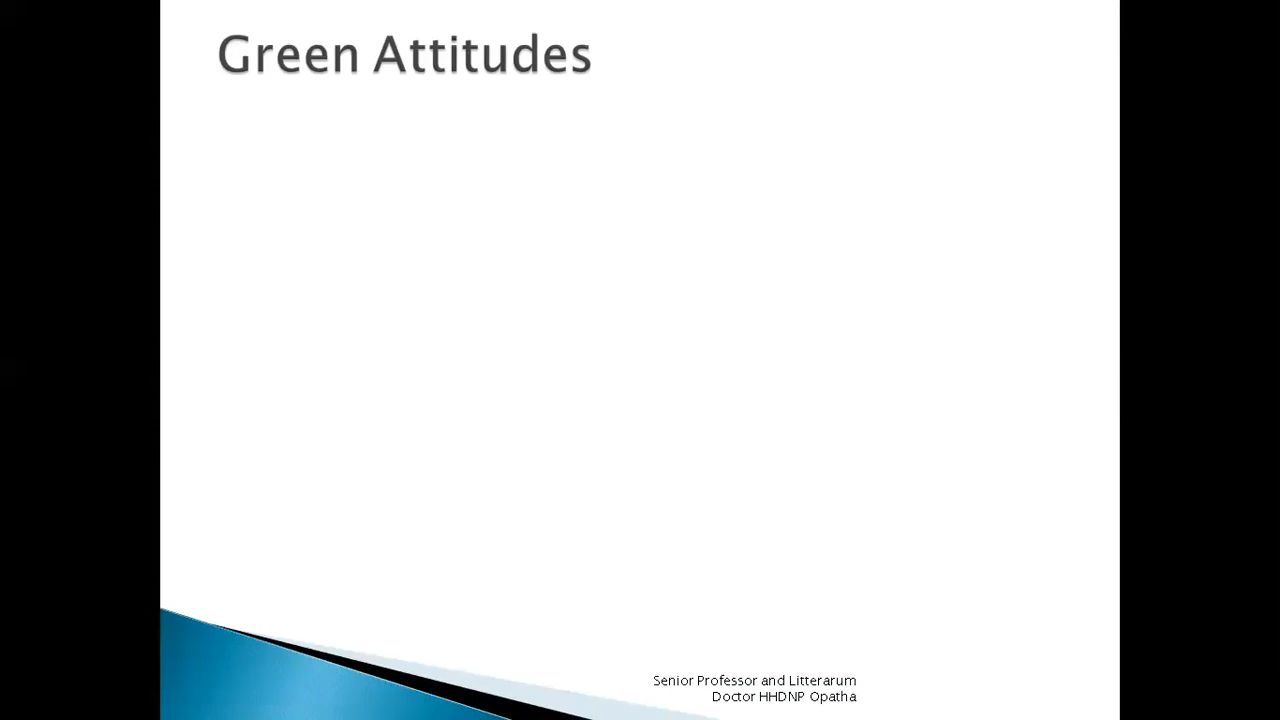 Green Attitudes
Senior Professor and Litterarum
Doctor HHDNP Opatha